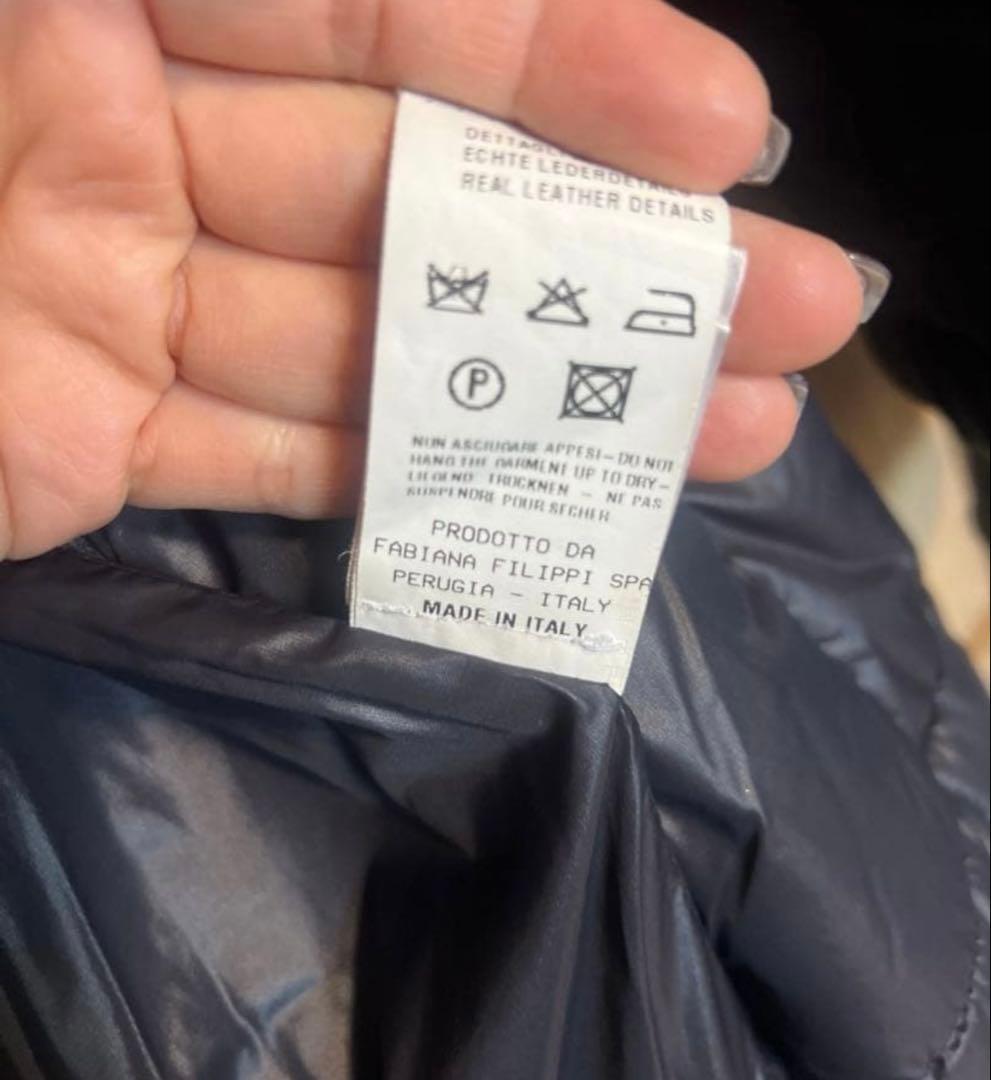 ECHTE LEDERDETAILS
REAL LEATHER DETAILS
P
NON ASCIUGARE APPESI - DO NOT
HANG THE GARMENT UP TO DRY -
LIEGEND TROCKNEN - NE PAS
SUSPENDRE POUR SECHER
PRODOTTO DA
FABIANA FILIPPI SPA
PERUGIA - ITALY
MADE IN ITALY